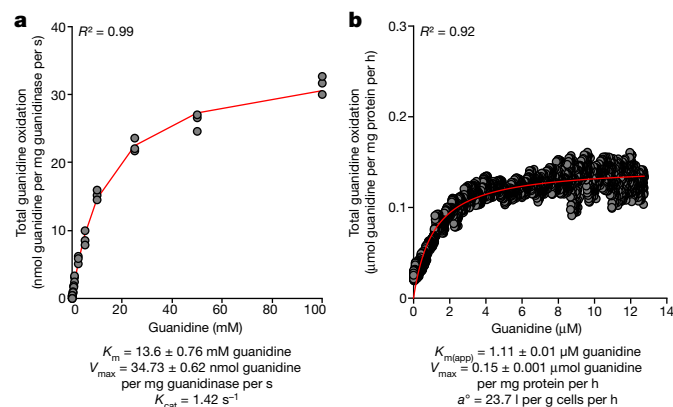 a
R² = 0.99
Total guanidine oxidation
(nmol guanidine per mg guanidinase per s)
40
30
20
10
0
0 20 40 60 80 100
Guanidine (mM)
Km = 13.6 ± 0.76 mM guanidine
Vmax = 34.73 ± 0.62 nmol guanidine
per mg guanidinase per s
Kcat = 1.42 s⁻¹
b
R² = 0.92
Total guanidine oxidation
(μmol guanidine per mg protein per h)
0.3
0.2
0.1
0
0 2 4 6 8 10 12 14
Guanidine (μM)
Km(app) = 1.11 ± 0.01 μM guanidine
Vmax = 0.15 ± 0.001 μmol guanidine
per mg protein per h
a° = 23.7 l per g cells per h